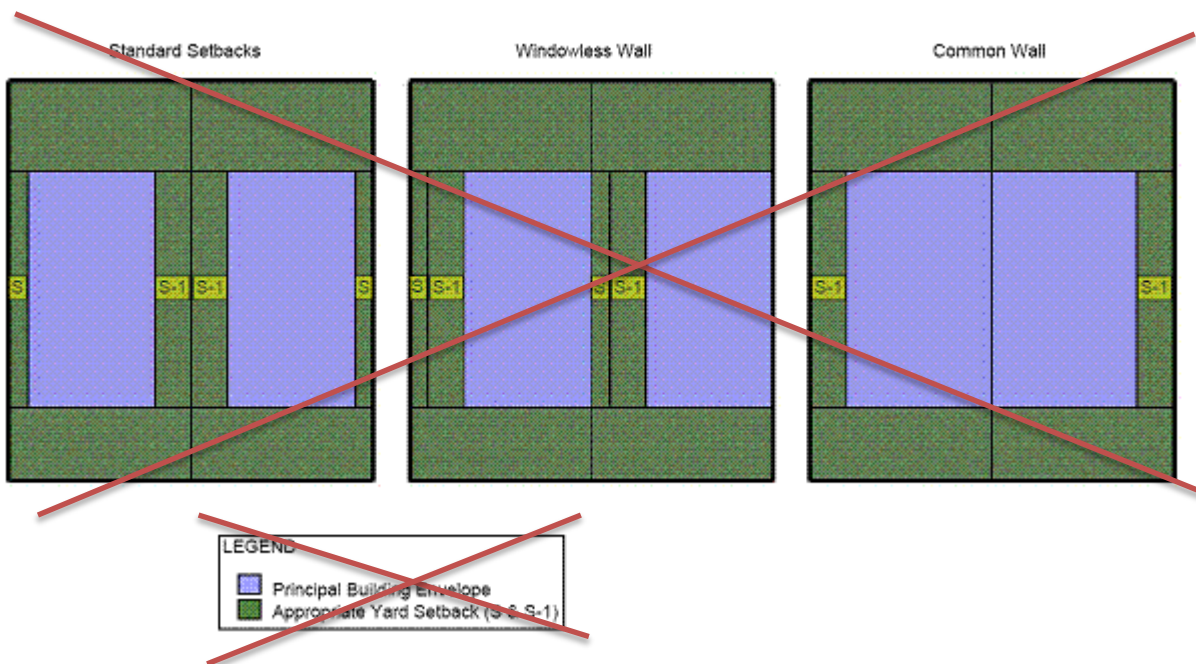 Standard Setbacks
Windowless Wall
Common Wall
S S-1 S-1 S
S S-1 S S-1
S-1 S-1
LEGEND
Principal Building Envelope
Appropriate Yard Setback (S & S-1)